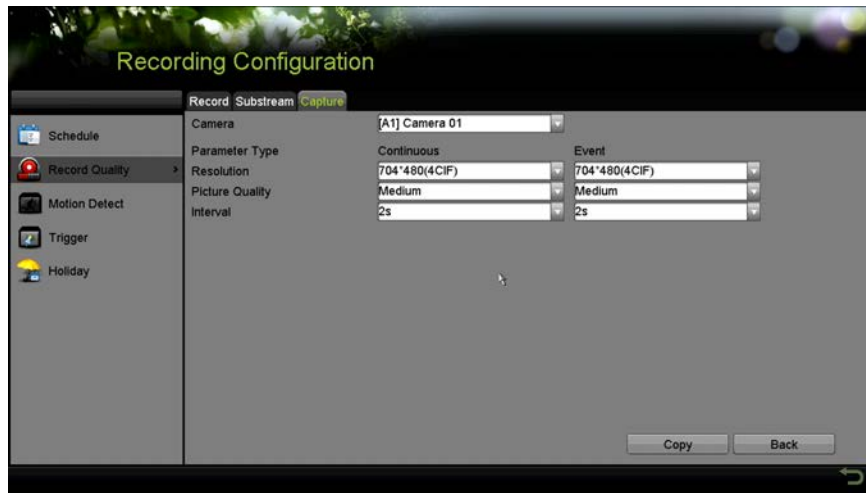 Recording Configuration
Record Substream Capture
Schedule
Record Quality
Motion Detect
Trigger
Holiday
Camera [A1] Camera 01
Parameter Type Continuous Event
Resolution 704*480(4CIF) 704*480(4CIF)
Picture Quality Medium Medium
Interval 2s 2s
Copy Back